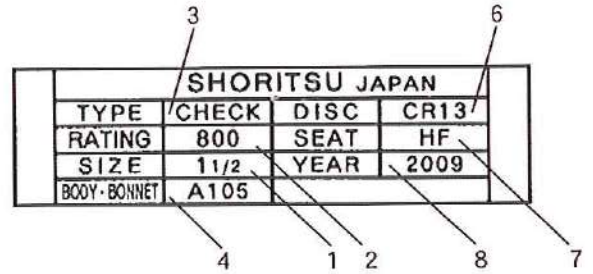 3 6
SHORITSU JAPAN
TYPE CHECK DISC CR13
RATING 800 SEAT HF
SIZE 1 1/2 YEAR 2009
BODY・BONNET A105
4 1 2 8 7